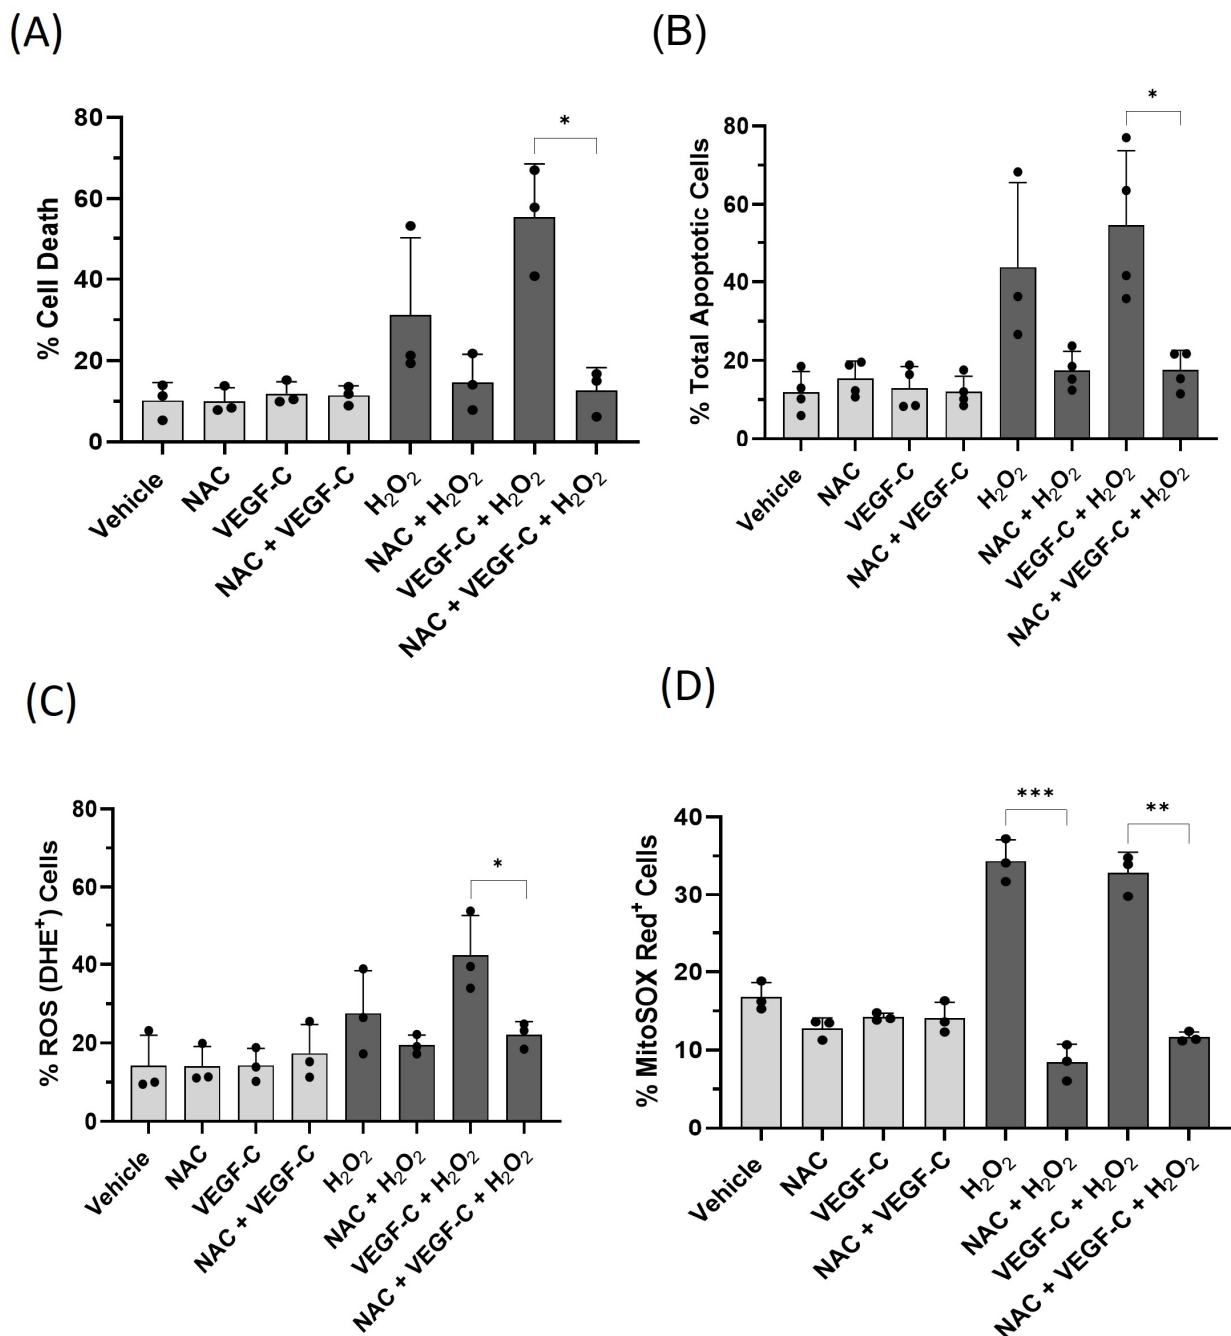 (A)
% Cell Death
80
60
40
20
0
*
Vehicle
NAC
VEGF-C
NAC + VEGF-C
H₂O₂
NAC + H₂O₂
VEGF-C + H₂O₂
NAC + VEGF-C + H₂O₂
(B)
% Total Apoptotic Cells
80
60
40
20
0
*
Vehicle
NAC
VEGF-C
NAC + VEGF-C
H₂O₂
NAC + H₂O₂
VEGF-C + H₂O₂
NAC + VEGF-C + H₂O₂
(C)
% ROS (DHE⁺) Cells
80
60
40
20
0
*
Vehicle
NAC
VEGF-C
NAC + VEGF-C
H₂O₂
NAC + H₂O₂
VEGF-C + H₂O₂
NAC + VEGF-C + H₂O₂
(D)
% MitoSOX Red⁺ Cells
40
30
20
10
0
***
**
Vehicle
NAC
VEGF-C
NAC + VEGF-C
H₂O₂
NAC + H₂O₂
VEGF-C + H₂O₂
NAC + VEGF-C + H₂O₂